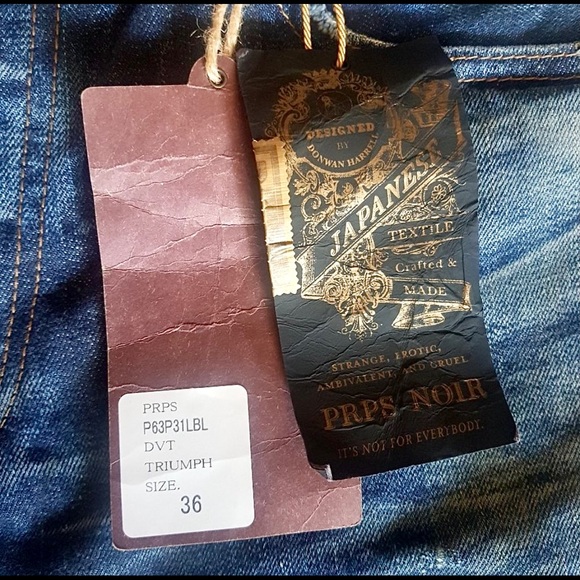 DESIGNED
BY
DONWAN HARRELL
JAPANESE
TEXTILE
Crafted &
MADE
STRANGE, EROTIC,
AMBIVALENT, AND CRUEL
PRPS NOIR
IT'S NOT FOR EVERYBODY.
PRPS
P63P31LBL
DVT
TRIUMPH
SIZE.
36